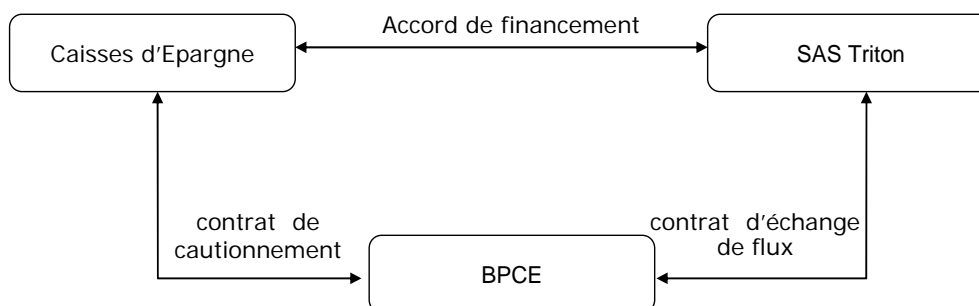 Accord de financement
Caisses d'Epargne
SAS Triton
contrat de
cautionnement
contrat d'échange
de flux
BPCE